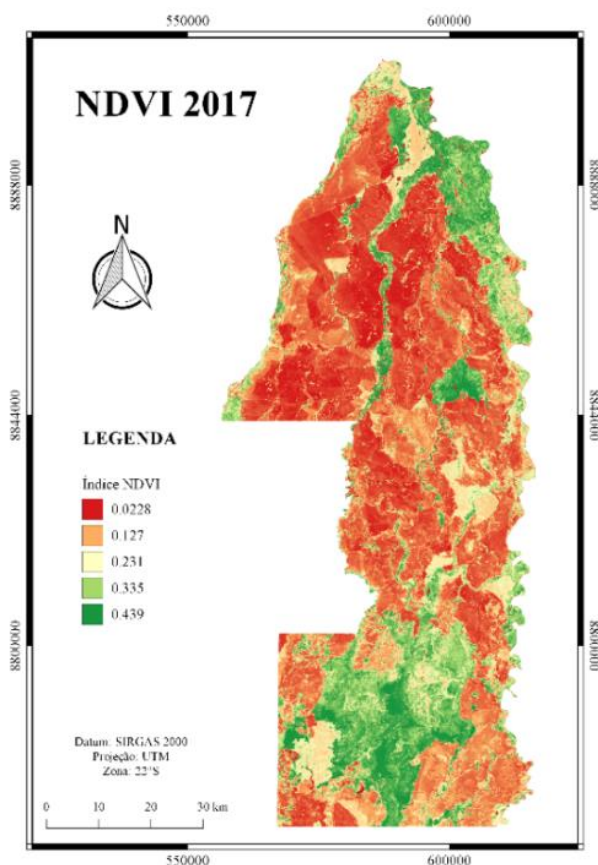 550000 600000
NDVI 2017
8888000 8888000
N
8844000 8844000
LEGENDA
Índice NDVI
0.0228
0.127
0.231
0.335
0.439
8800000 8800000
Datum: SIRGAS 2000
Projeção: UTM
Zona: 22°S
0 10 20 30 km
550000 600000